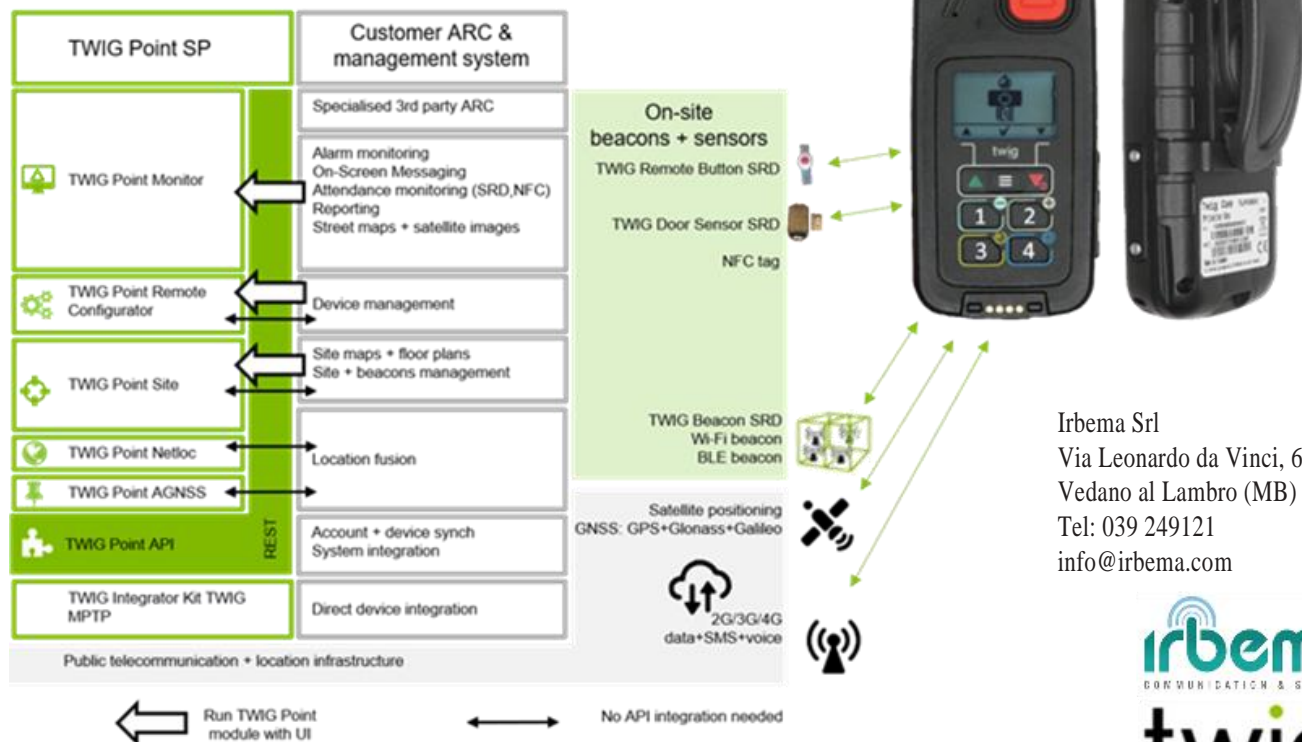 TWIG Point SP
Customer ARC &
management system
Specialised 3rd party ARC
TWIG Point Monitor
Alarm monitoring
On-Screen Messaging
Attendance monitoring (SRD,NFC)
Reporting
Street maps + satellite images
TWIG Point Remote
Configurator
Device management
TWIG Point Site
Site maps + floor plans
Site + beacons management
TWIG Point Netloc
Location fusion
TWIG Point AGNSS
TWIG Point API
REST
Account + device synch
System integration
TWIG Integrator Kit TWIG
MPTP
Direct device integration
Public telecommunication + location infrastructure
Run TWIG Point
module with UI
No API integration needed
On-site
beacons + sensors
TWIG Remote Button SRD
TWIG Door Sensor SRD
NFC tag
TWIG Beacon SRD
Wi-Fi beacon
BLE beacon
Satellite positioning
GNSS: GPS+Glonass+Galileo
2G/3G/4G
data+SMS+voice
twig
1 2
3 4
Irbema Srl
Via Leonardo da Vinci, 6
Vedano al Lambro (MB)
Tel: 039 249121
info@irbema.com
irbem
COMMUNICATION & S
twig